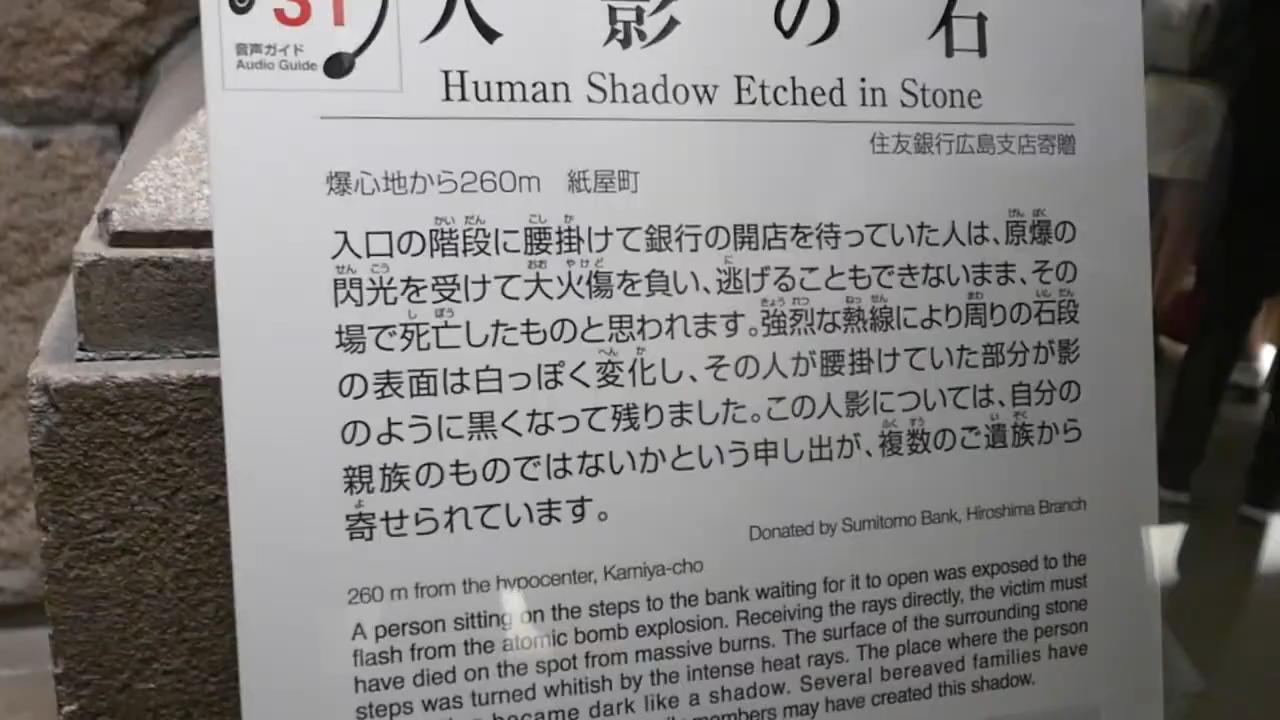 31
音声ガイド
Audio Guide
人影の石
Human Shadow Etched in Stone
住友銀行広島支店寄贈
爆心地から260m 紙屋町
入口の階段に腰掛けて銀行の開店を待っていた人は、原爆の
閃光を受けて大火傷を負い、逃げることもできないまま、その
場で死亡したものと思われます。強烈な熱線により周りの石段
の表面は白っぽく変化し、その人が腰掛けていた部分が影
のように黒くなって残りました。この人影については、自分の
親族のものではないかという申し出が、複数のご遺族から
寄せられています。
Donated by Sumitomo Bank, Hiroshima Branch
260 m from the hypocenter, Kamiya-cho
A person sitting on the steps to the bank waiting for it to open was exposed to the
flash from the atomic bomb explosion. Receiving the rays directly, the victim must
have died on the spot from massive burns. The surface of the surrounding stone
steps was turned whitish by the intense heat rays. The place where the person
became dark like a shadow. Several bereaved families have
members may have created this shadow.